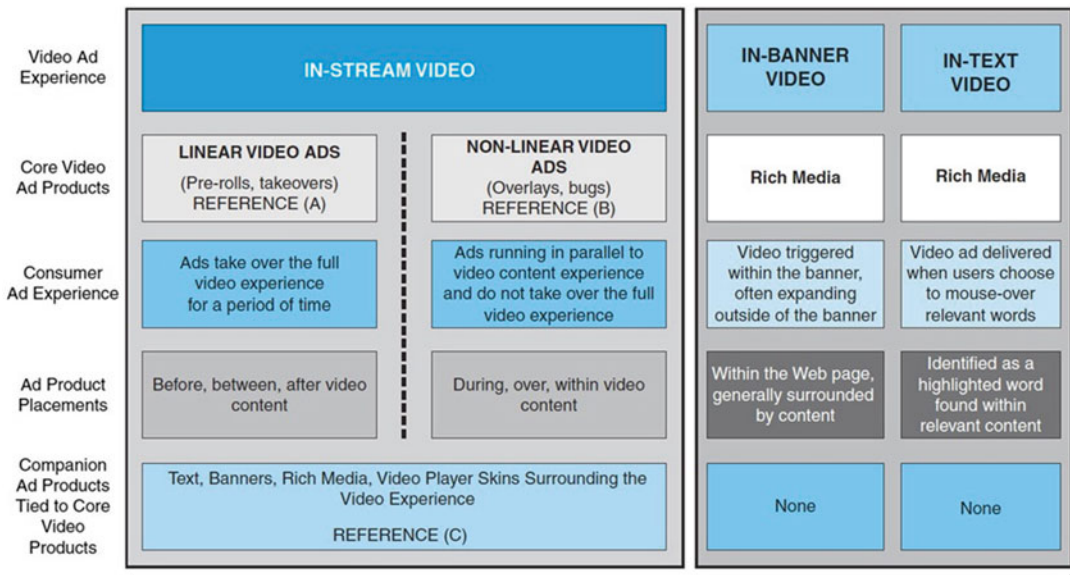 Video Ad
Experience
IN-STREAM VIDEO
IN-BANNER
VIDEO
IN-TEXT
VIDEO
Core Video
Ad Products
LINEAR VIDEO ADS
(Pre-rolls, takeovers)
REFERENCE (A)
NON-LINEAR VIDEO
ADS
(Overlays, bugs)
REFERENCE (B)
Rich Media
Rich Media
Consumer
Ad Experience
Ads take over the full
video experience
for a period of time
Ads running in parallel to
video content experience
and do not take over the full
video experience
Video triggered
within the banner,
often expanding
outside of the banner
Video ad delivered
when users choose
to mouse-over
relevant words
Ad Product
Placements
Before, between, after video
content
During, over, within video
content
Within the Web page,
generally surrounded
by content
Identified as a
highlighted word
found within
relevant content
Companion
Ad Products
Tied to Core
Video
Products
Text, Banners, Rich Media, Video Player Skins Surrounding the
Video Experience
REFERENCE (C)
None
None